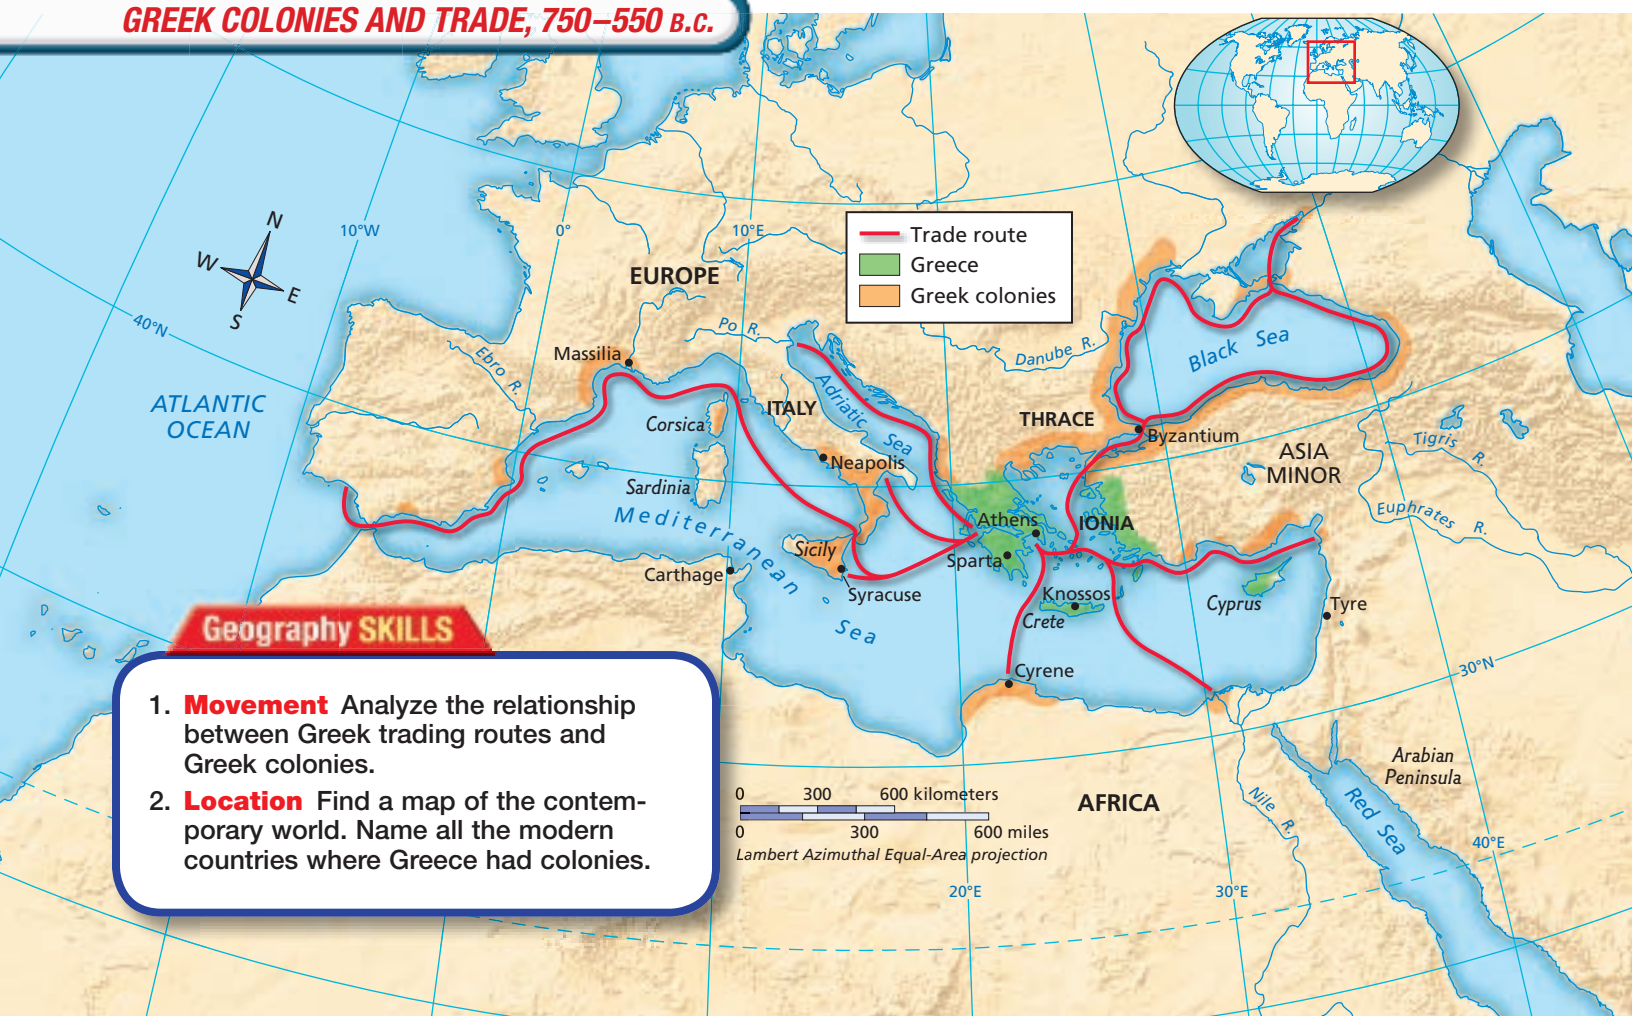 GREEK COLONIES AND TRADE, 750–550 B.C.
N
W
E
S
10°W
0°
10°E
40°N
Trade route
Greece
Greek colonies
EUROPE
Po R.
Ebro R.
Massilia
Danube R.
Black Sea
ATLANTIC
OCEAN
Corsica
ITALY
Adriatic Sea
THRACE
Byzantium
Neapolis
ASIA
MINOR
Tigris R.
Sardinia
Euphrates R.
Mediterranean Sea
Athens
IONIA
Sicily
Sparta
Carthage
Syracuse
Knossos
Crete
Cyprus
Tyre
Cyrene
30°N
Geography SKILLS
1. Movement Analyze the relationship
between Greek trading routes and
Greek colonies.
2. Location Find a map of the contem-
porary world. Name all the modern
countries where Greece had colonies.
0 300 600 kilometers
0 300 600 miles
Lambert Azimuthal Equal-Area projection
AFRICA
Nile R.
Arabian
Peninsula
Red Sea
40°E
20°E
30°E